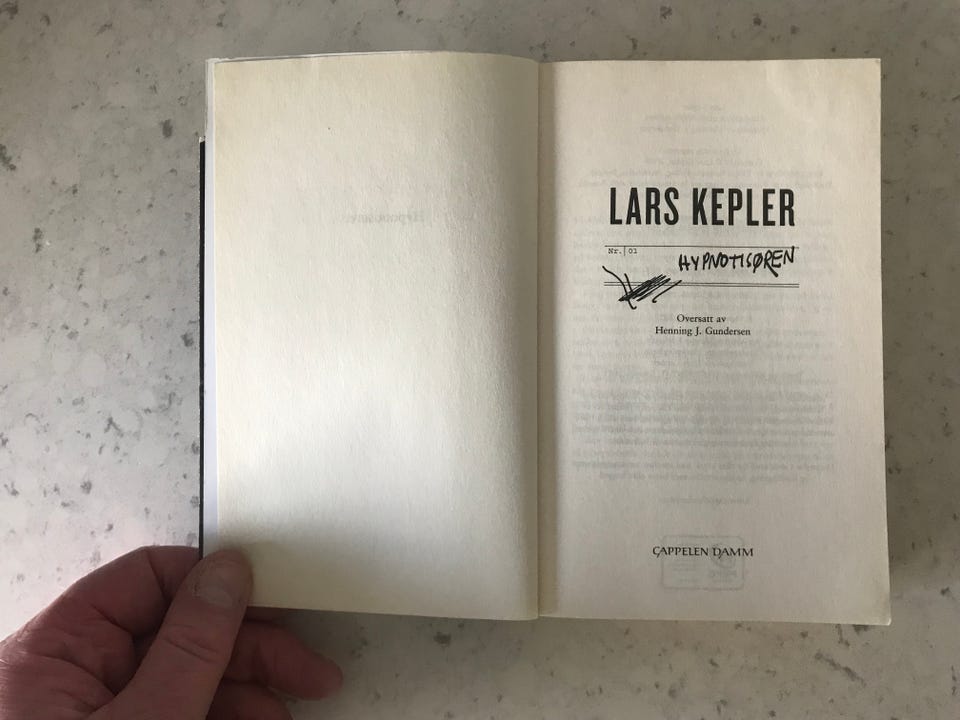 LARS KEPLER
Nr. 01 HYPNOTISØREN
Oversatt av
Henning J. Gundersen
CAPPELEN DAMM